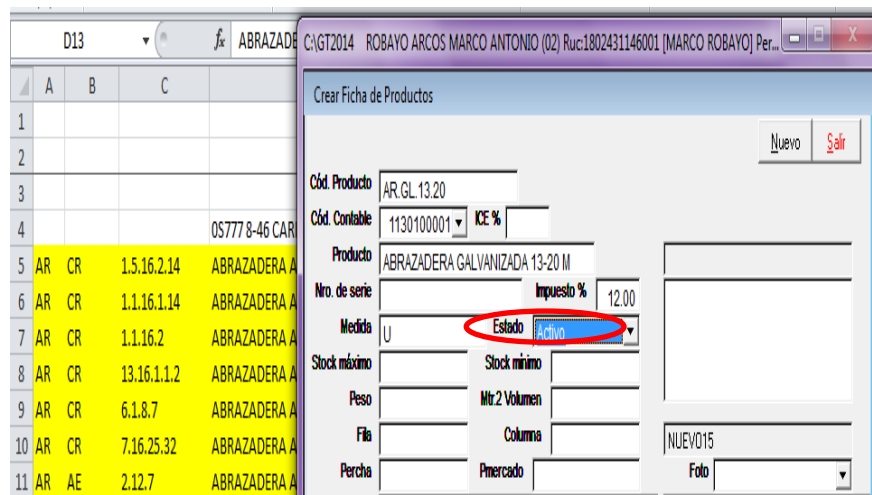 D13 fx ABRAZADE
A B C
1
2
3
4 0S777 8-46 CAR
5 AR CR 1.5.16.2.14 ABRAZADERA A
6 AR CR 1.1.16.1.14 ABRAZADERA A
7 AR CR 1.1.16.2 ABRAZADERA A
8 AR CR 13.16.1.1.2 ABRAZADERA A
9 AR CR 6.1.8.7 ABRAZADERA A
10 AR CR 7.16.25.32 ABRAZADERA A
11 AR AE 2.12.7 ABRAZADERA A
C:\GT2014 ROBAYO ARCOS MARCO ANTONIO (02) Ruc:1802431146001 [MARCO ROBAYO] Per... X
Crear Ficha de Productos
Nuevo Salir
Cód. Producto AR.GL.13.20
Cód. Contable 1130100001 ICE %
Producto ABRAZADERA GALVANIZADA 13-20 M
Nro. de serie Impuesto % 12.00
Medida U Estado Activo
Stock máximo Stock mínimo
Peso Mtr.2 Volumen
Fila Columna NUEVO15
Percha Pmercado Foto